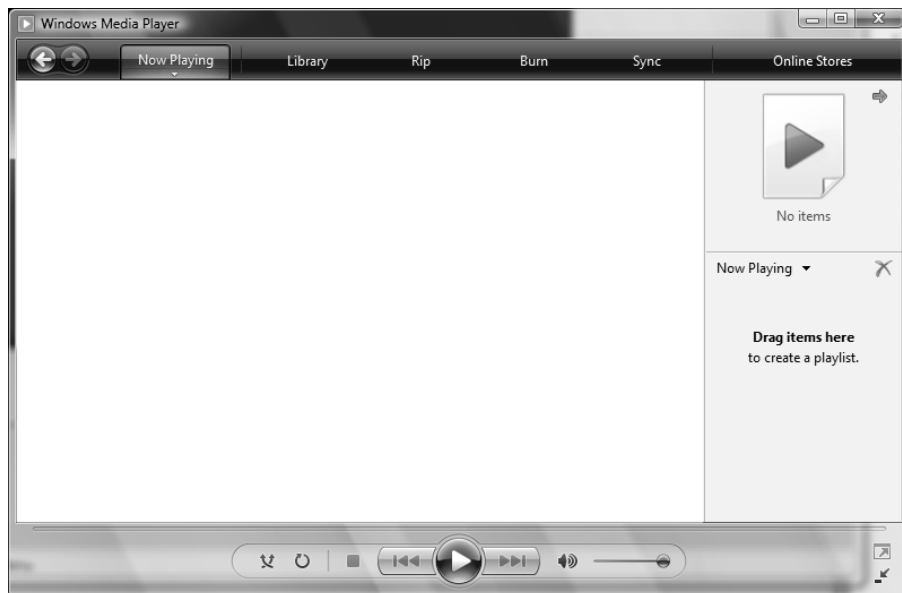 Windows Media Player
Now Playing
Library
Rip
Burn
Sync
Online Stores
No items
Now Playing
Drag items here
to create a playlist.